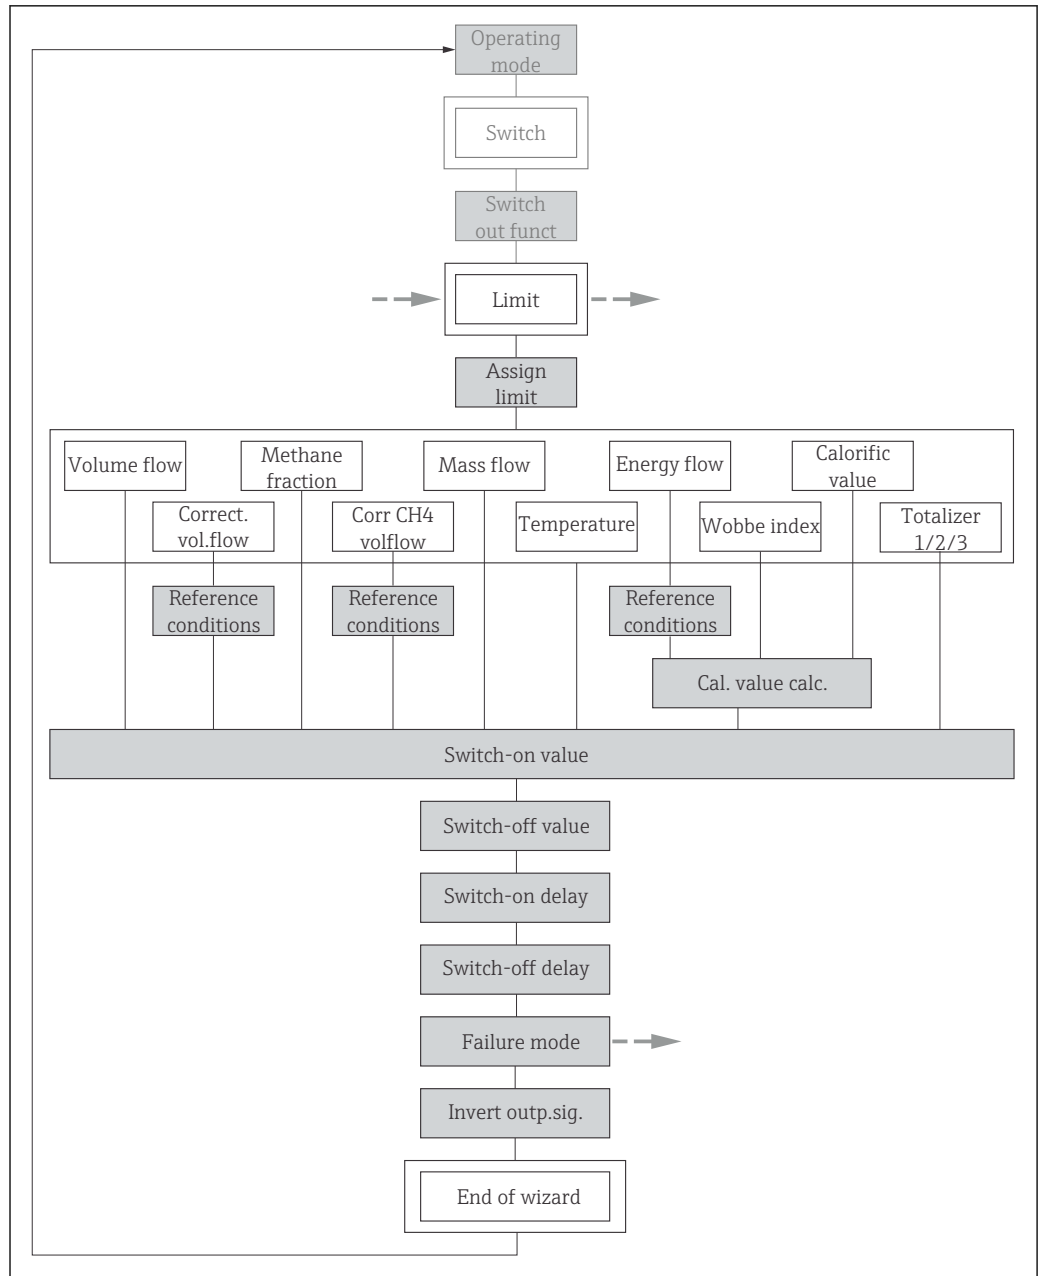 Operating
mode
Switch
Switch
out funct
Limit
Assign
limit
Volume flow
Methane
fraction
Mass flow
Energy flow
Calorific
value
Correct.
vol.flow
Corr CH4
volflow
Temperature
Wobbe index
Totalizer
1/2/3
Reference
conditions
Reference
conditions
Reference
conditions
Cal. value calc.
Switch-on value
Switch-off value
Switch-on delay
Switch-off delay
Failure mode
Invert outp.sig.
End of wizard